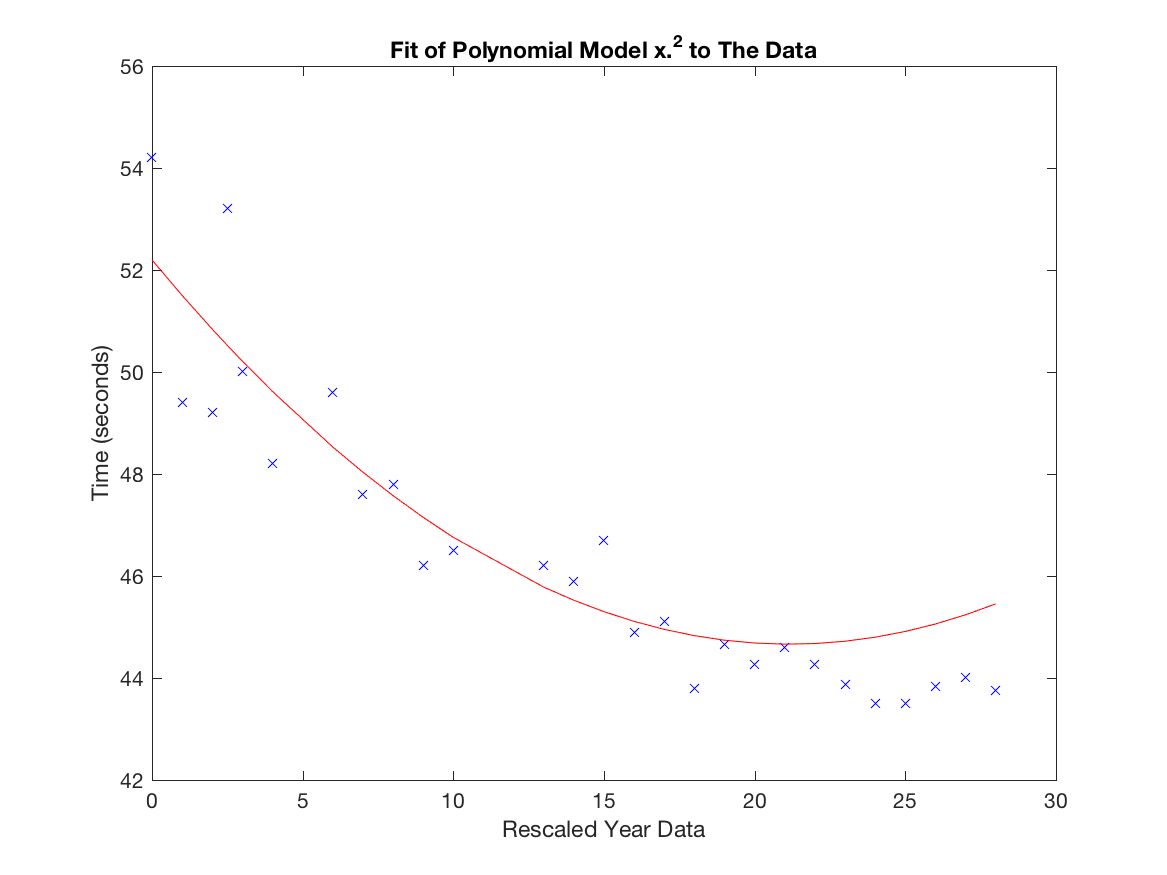 Fit of Polynomial Model x.² to The Data
56
54
52
50
48
46
44
42
Time (seconds)
0 5 10 15 20 25 30
Rescaled Year Data